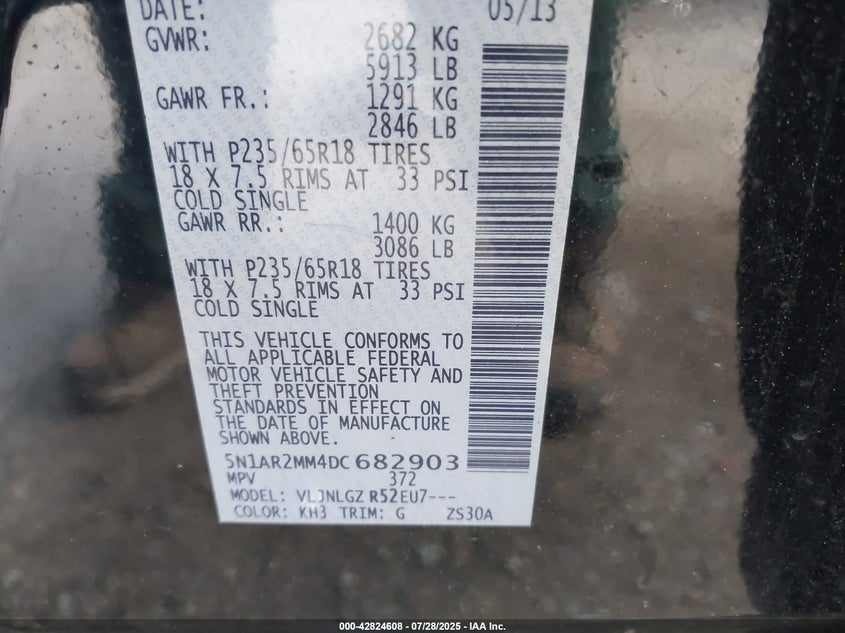 DATE: 05/13
GVWR: 2682 KG
5913 LB
GAWR FR.: 1291 KG
2846 LB
WITH P235/65R18 TIRES
18 X 7.5 RIMS AT 33 PSI
COLD SINGLE
GAWR RR.: 1400 KG
3086 LB
WITH P235/65R18 TIRES
18 X 7.5 RIMS AT 33 PSI
COLD SINGLE
THIS VEHICLE CONFORMS TO
ALL APPLICABLE FEDERAL
MOTOR VEHICLE SAFETY AND
THEFT PREVENTION
STANDARDS IN EFFECT ON
THE DATE OF MANUFACTURE
SHOWN ABOVE.
5N1AR2MM4DC682903
MPV 372
MODEL: VLJNLGZ R52EU7---
COLOR: KH3 TRIM: G ZS30A
000-42824608 - 07/28/2025 - IAA Inc.